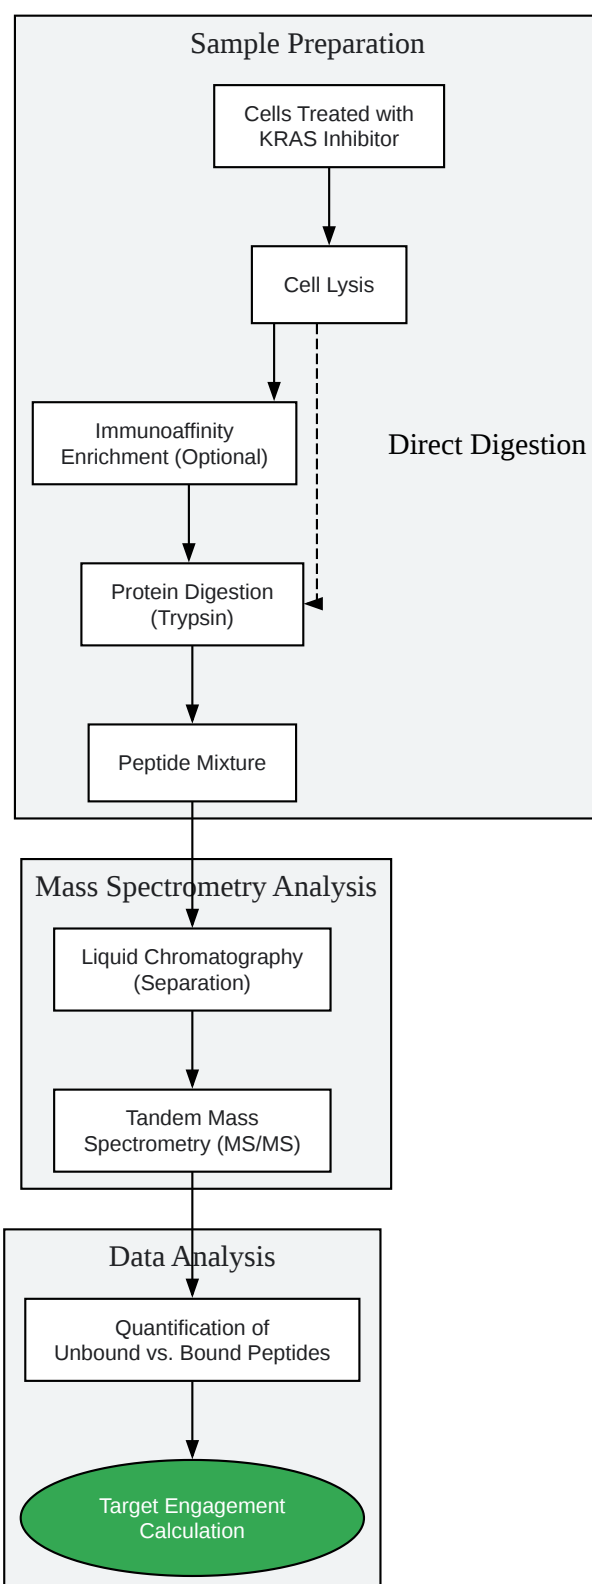 Sample Preparation
Cells Treated with
KRAS Inhibitor
Cell Lysis
Immunoaffinity
Enrichment (Optional)
Direct Digestion
Protein Digestion
(Trypsin)
Peptide Mixture
Mass Spectrometry Analysis
Liquid Chromatography
(Separation)
Tandem Mass
Spectrometry (MS/MS)
Data Analysis
Quantification of
Unbound vs. Bound Peptides
Target Engagement
Calculation